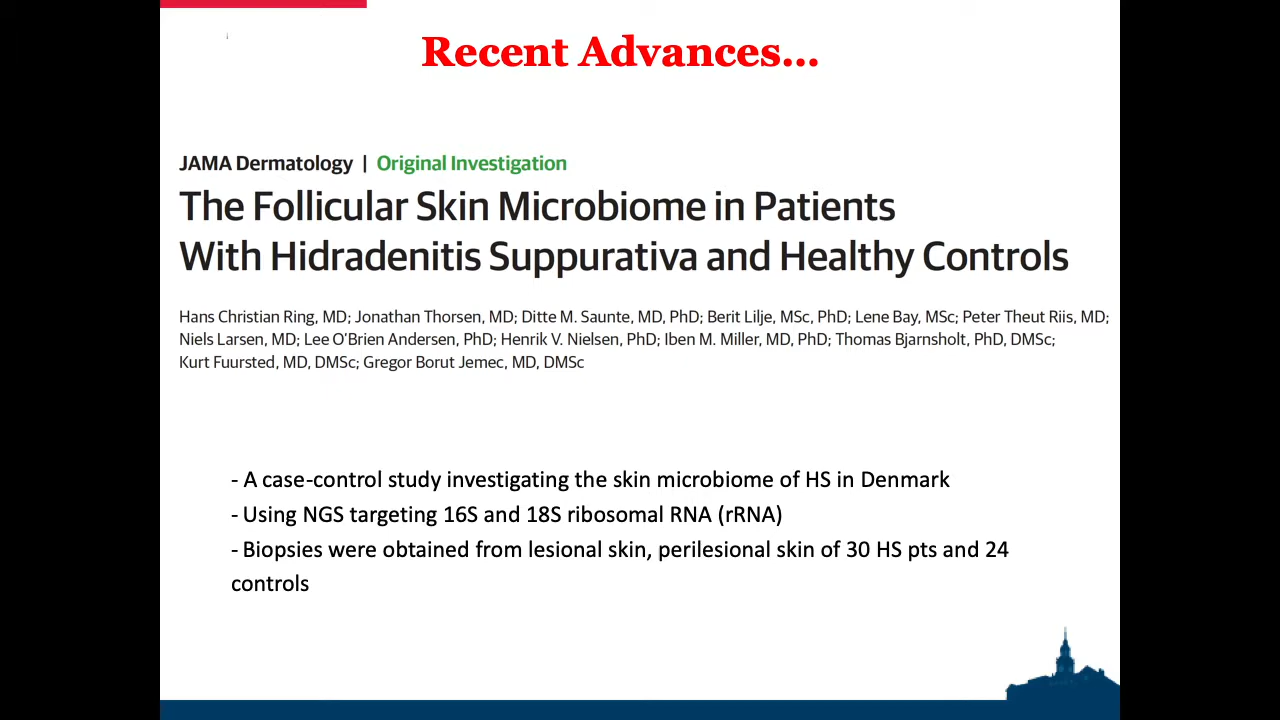 Recent Advances...
JAMA Dermatology | Original Investigation
The Follicular Skin Microbiome in Patients
With Hidradenitis Suppurativa and Healthy Controls
Hans Christian Ring, MD; Jonathan Thorsen, MD; Ditte M. Saunte, MD, PhD; Berit Lilje, MSc, PhD; Lene Bay, MSc; Peter Theut Riis, MD;
Niels Larsen, MD; Lee O'Brien Andersen, PhD; Henrik V. Nielsen, PhD; Iben M. Miller, MD, PhD; Thomas Bjarnsholt, PhD, DMSc;
Kurt Fuursted, MD, DMSc; Gregor Borut Jemec, MD, DMSc
- A case-control study investigating the skin microbiome of HS in Denmark
- Using NGS targeting 16S and 18S ribosomal RNA (rRNA)
- Biopsies were obtained from lesional skin, perilesional skin of 30 HS pts and 24
controls